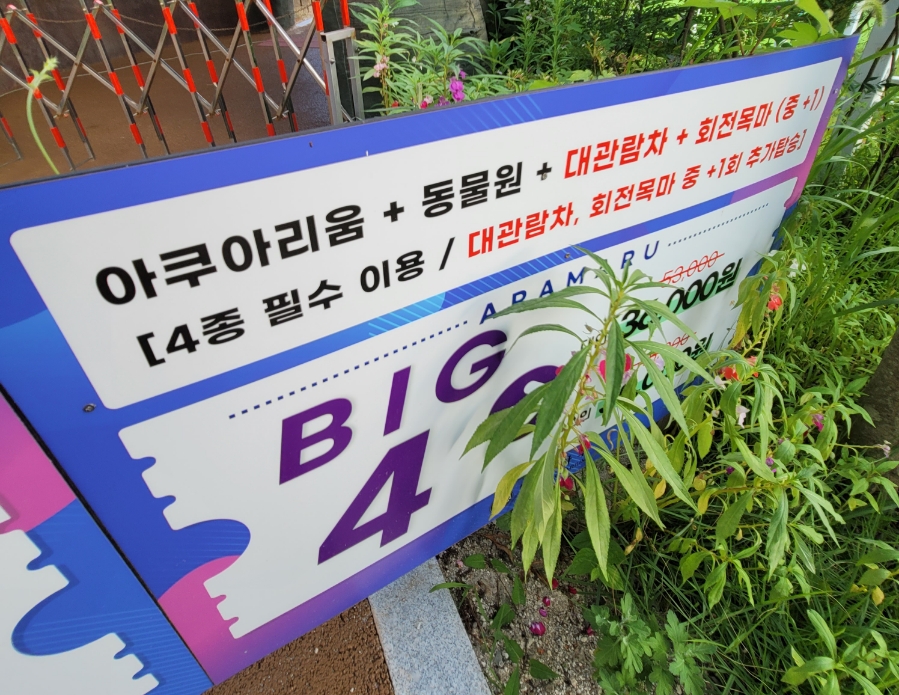 아쿠아리움 + 동물원 + 대관람차 + 회전목마 (중 +1)
[4종 필수 이용 / 대관람차, 회전목마 중 +1회 추가탑승]
BIG
4
53,000